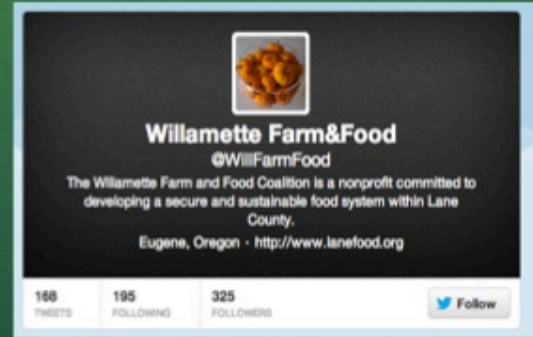 Willamette Farm&Food
@WillFarmFood
The Willamette Farm and Food Coalition is a nonprofit committed to
developing a secure and sustainable food system within Lane
County.
Eugene, Oregon · http://www.lanefood.org
168 195 325
TWEETS FOLLOWING FOLLOWERS
Follow